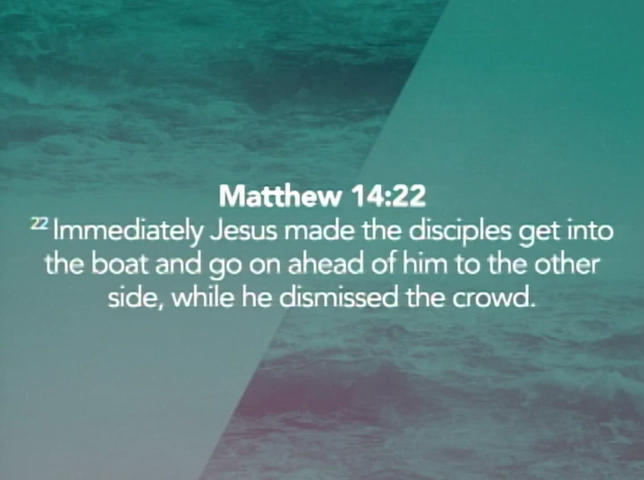 Matthew 14:22
22 Immediately Jesus made the disciples get into
the boat and go on ahead of him to the other
side, while he dismissed the crowd.